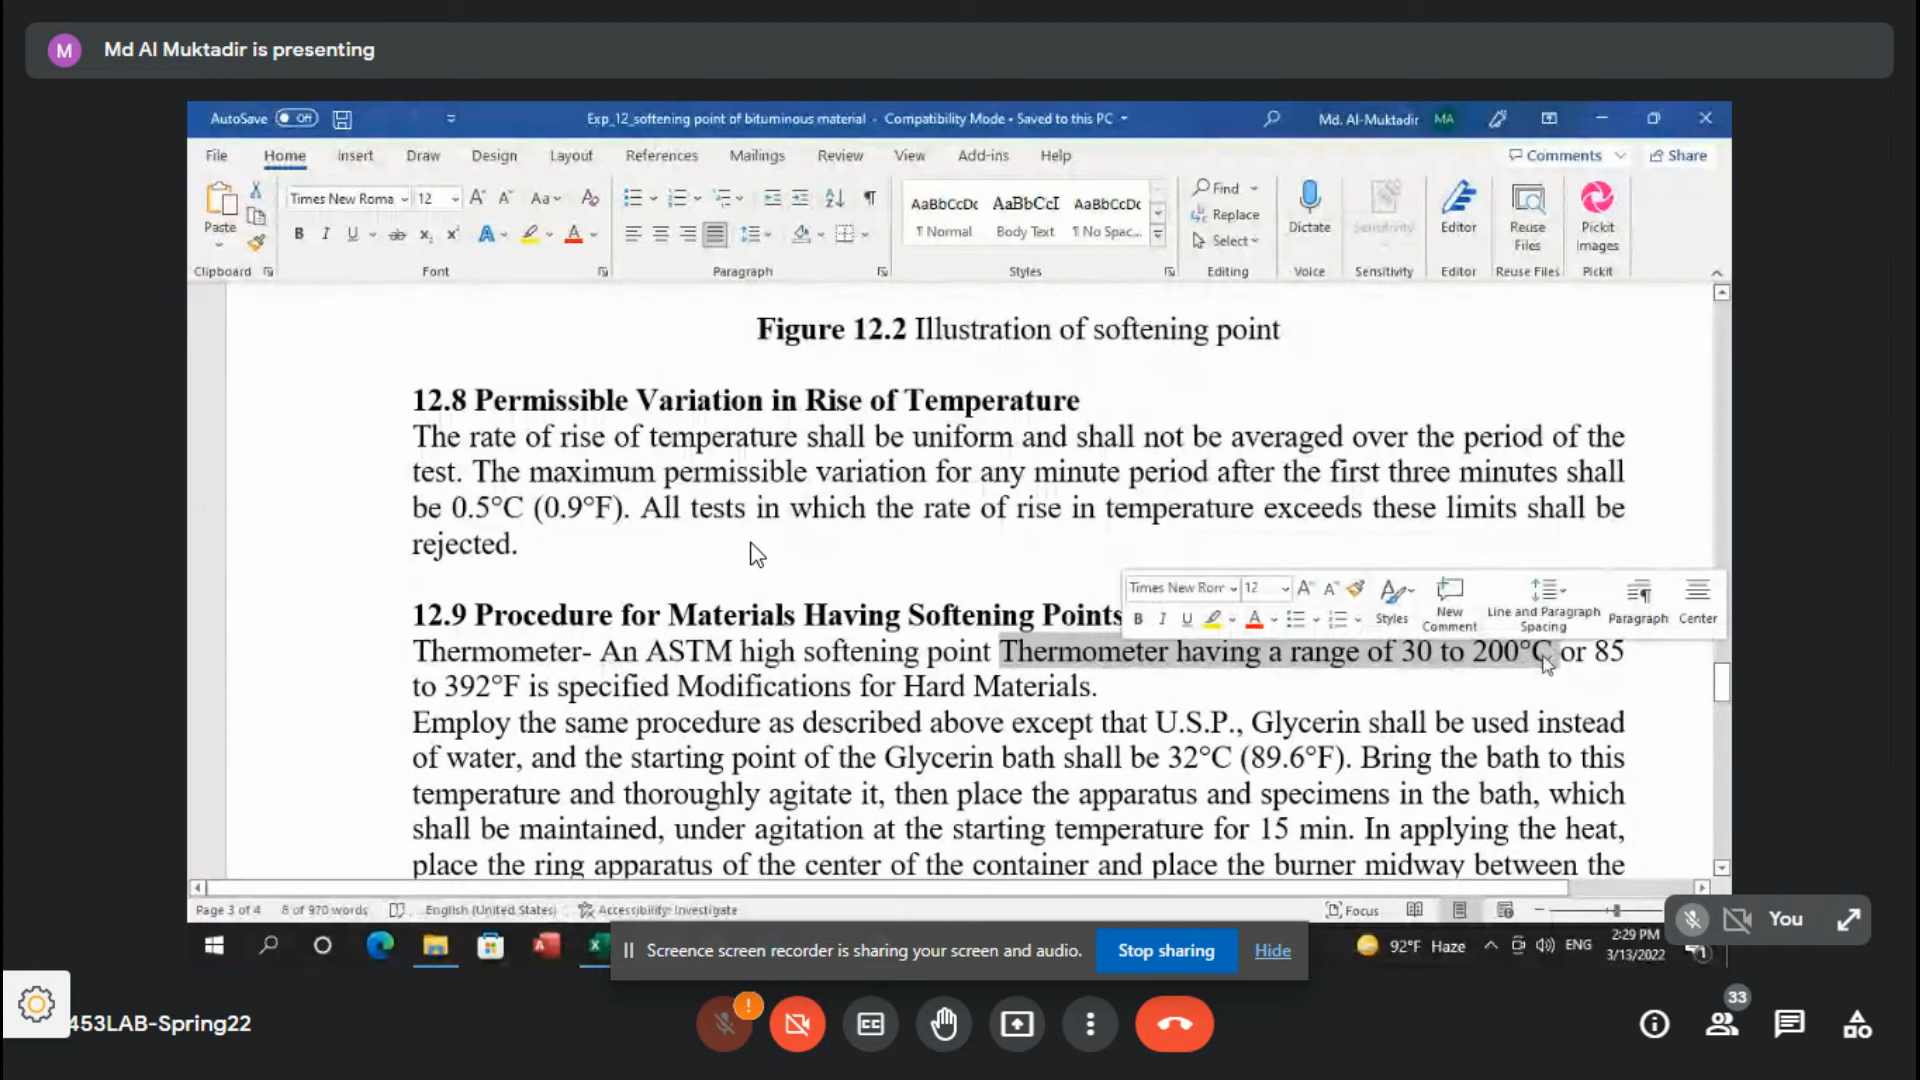 M
Md Al Muktadir is presenting
AutoSave Off Exp_12_softening point of bituminous material - Compatibility Mode • Saved to this PC Md. Al-Muktadir MA
File Home Insert Draw Design Layout References Mailings Review View Add-ins Help Comments Share
Paste
Clipboard
Times New Roma 12 A A Aa A
B I U ab x x A A
Font
Paragraph
AaBbCcDc AaBbCcI AaBbCcDc
¶ Normal Body Text ¶ No Spac...
Styles
Find
Replace
Select
Editing
Dictate
Voice
Sensitivity
Sensitivity
Editor
Editor
Reuse
Files
Reuse Files
Pickit
Images
Pickit
Figure 12.2 Illustration of softening point
12.8 Permissible Variation in Rise of Temperature
The rate of rise of temperature shall be uniform and shall not be averaged over the period of the
test. The maximum permissible variation for any minute period after the first three minutes shall
be 0.5°C (0.9°F). All tests in which the rate of rise in temperature exceeds these limits shall be
rejected.
12.9 Procedure for Materials Having Softening Points
Times New Rom 12 A A
B I U A
Styles
New
Comment
Line and Paragraph
Spacing
Paragraph
Center
Thermometer- An ASTM high softening point Thermometer having a range of 30 to 200°C or 85
to 392°F is specified Modifications for Hard Materials.
Employ the same procedure as described above except that U.S.P., Glycerin shall be used instead
of water, and the starting point of the Glycerin bath shall be 32°C (89.6°F). Bring the bath to this
temperature and thoroughly agitate it, then place the apparatus and specimens in the bath, which
shall be maintained, under agitation at the starting temperature for 15 min. In applying the heat,
place the ring apparatus of the center of the container and place the burner midway between the
Page 3 of 4 8 of 970 words English (United States) Accessibility: Investigate Focus
You
92°F Haze ENG
2:29 PM
3/13/2022
1
Screence screen recorder is sharing your screen and audio. Stop sharing Hide
453LAB-Spring22
!
CC
33